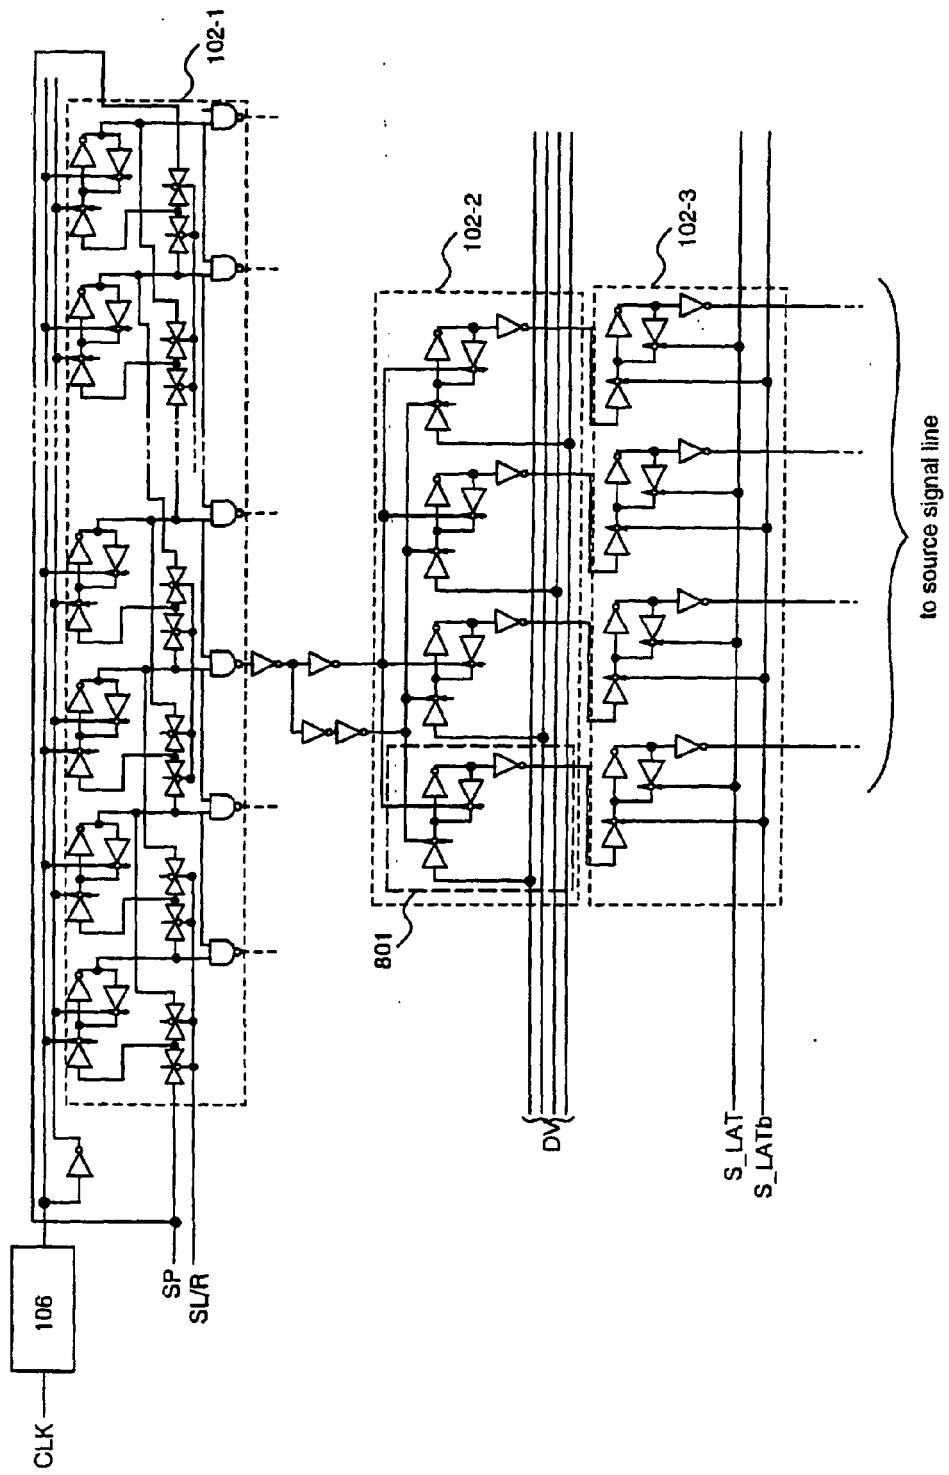 CLK
106
SP
SL/R
102-1
102-2
801
DV
102-3
S_LAT
S_LATb
to source signal line